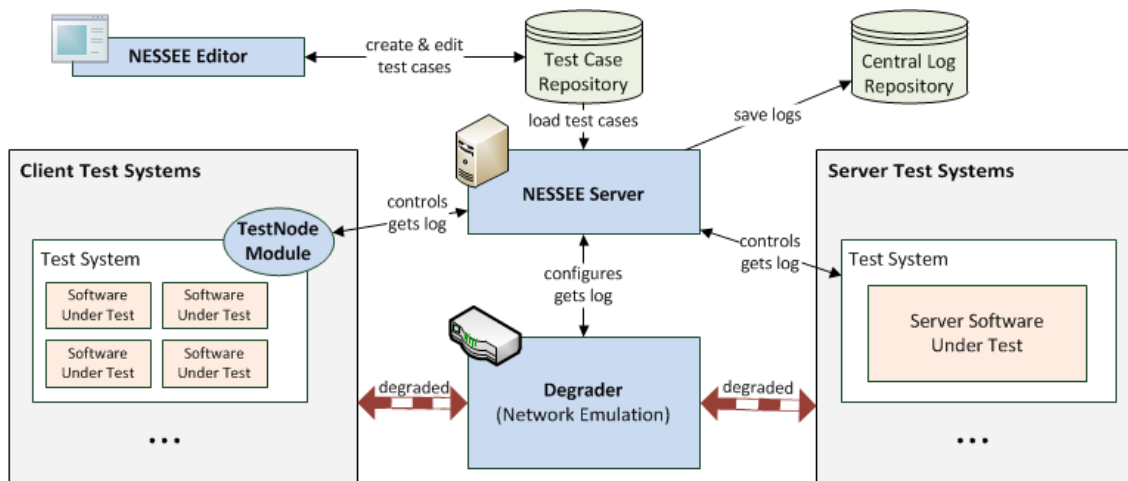 NESSEE Editor
create & edit
test cases
Test Case
Repository
Central Log
Repository
load test cases
save logs
Client Test Systems
NESSEE Server
Server Test Systems
controls
gets log
TestNode
Module
controls
gets log
Test System
Software
Under Test
Software
Under Test
Software
Under Test
Software
Under Test
configures
gets log
Test System
Server Software
Under Test
degraded
Degrader
(Network Emulation)
degraded
...
...